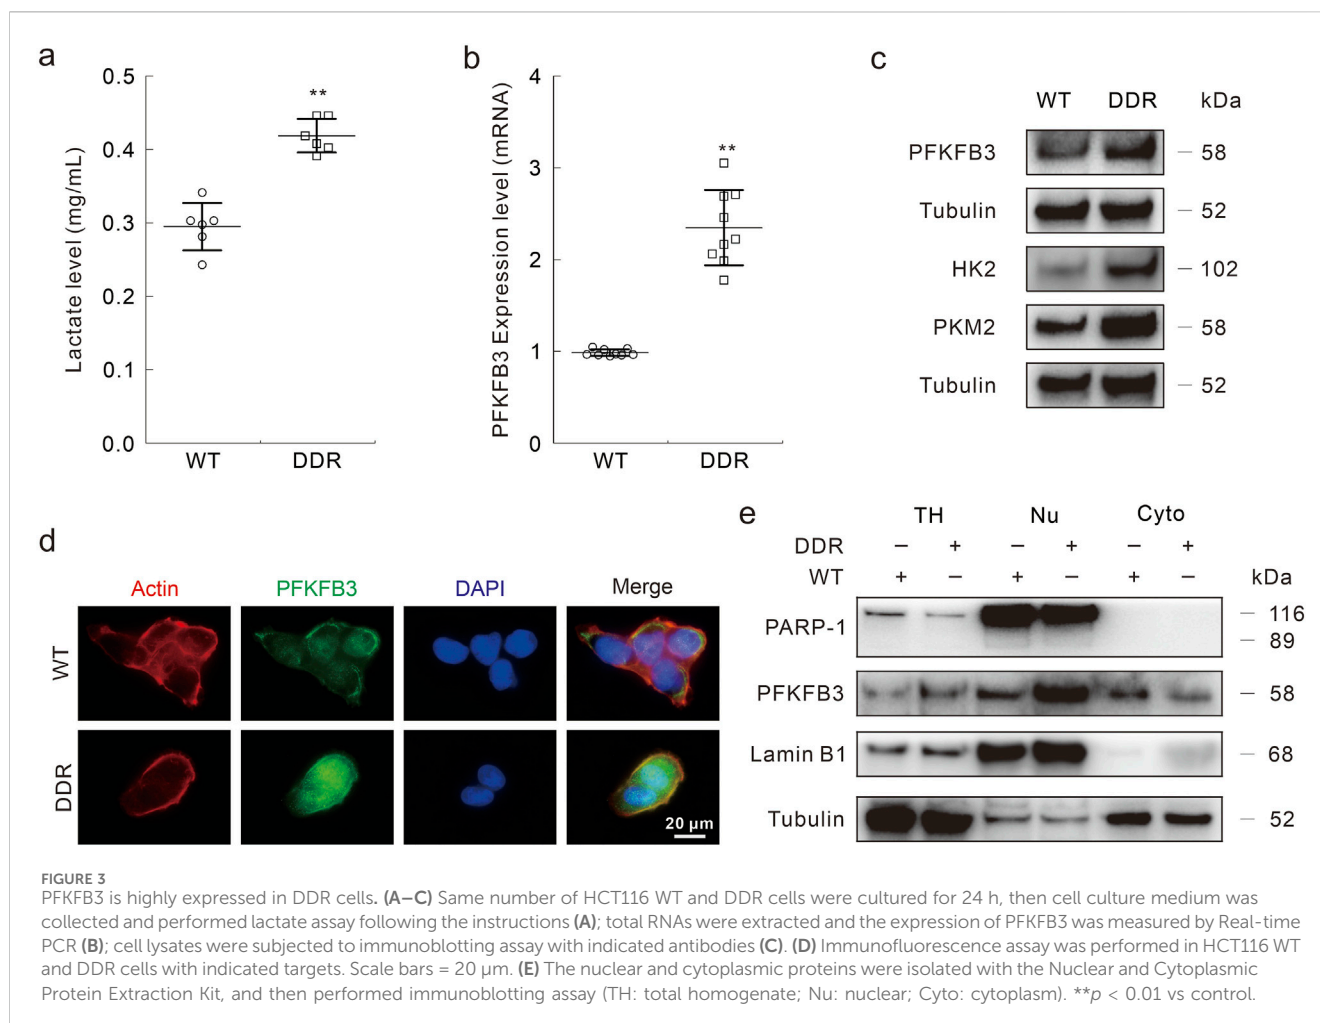 a
0.5
0.4
0.3
0.2
0.1
0.0
Lactate level (mg/mL)
**
WT DDR
b
4
3
2
1
0
PFKFB3 Expression level (mRNA)
**
WT DDR
c
WT DDR kDa
PFKFB3 58
Tubulin 52
HK2 102
PKM2 58
Tubulin 52
d
Actin PFKFB3 DAPI Merge
WT
DDR
20 µm
e
TH Nu Cyto
DDR − + − + − +
WT + − + − + − kDa
PARP-1 116
89
PFKFB3 58
Lamin B1 68
Tubulin 52
FIGURE 3
PFKFB3 is highly expressed in DDR cells. (A–C) Same number of HCT116 WT and DDR cells were cultured for 24 h, then cell culture medium was
collected and performed lactate assay following the instructions (A); total RNAs were extracted and the expression of PFKFB3 was measured by Real-time
PCR (B); cell lysates were subjected to immunoblotting assay with indicated antibodies (C). (D) Immunofluorescence assay was performed in HCT116 WT
and DDR cells with indicated targets. Scale bars = 20 µm. (E) The nuclear and cytoplasmic proteins were isolated with the Nuclear and Cytoplasmic
Protein Extraction Kit, and then performed immunoblotting assay (TH: total homogenate; Nu: nuclear; Cyto: cytoplasm). **p < 0.01 vs control.